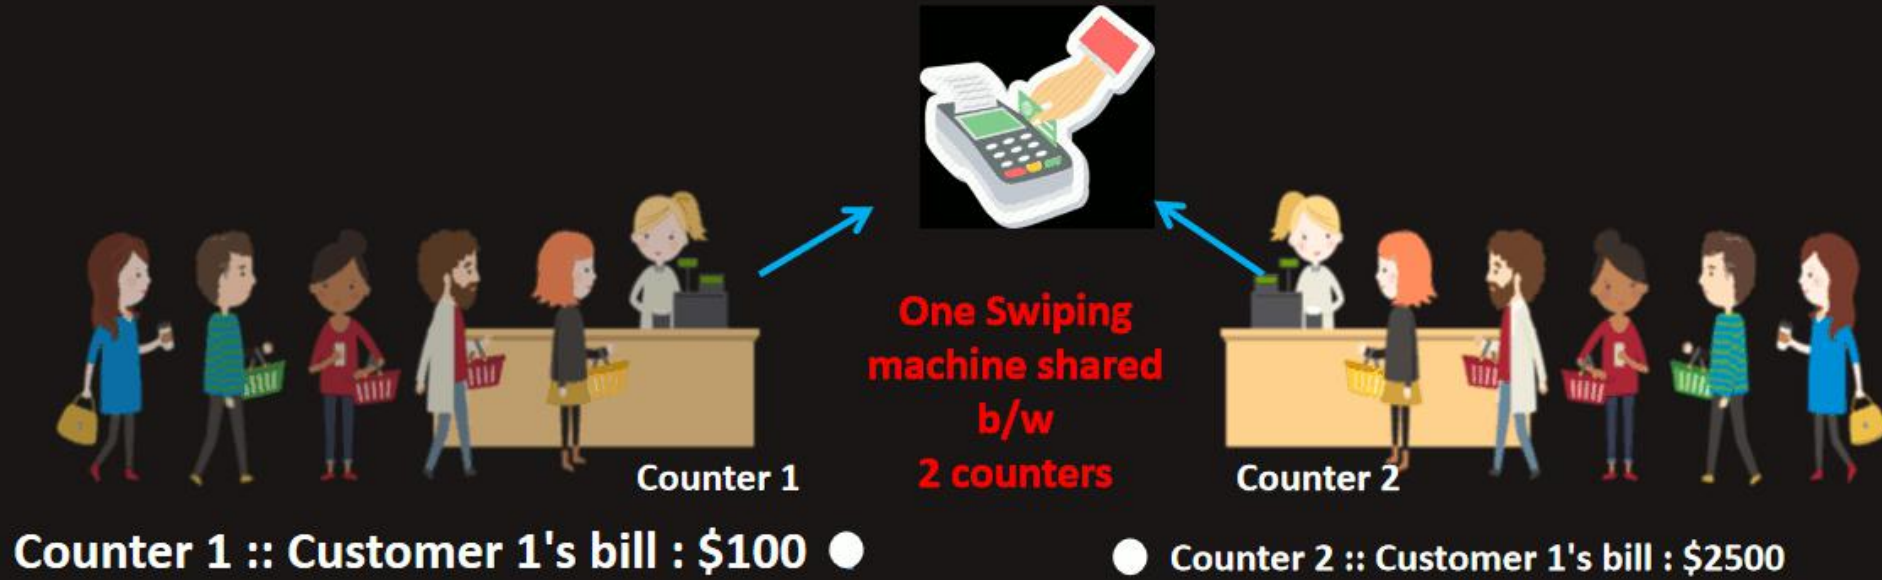 One Swiping
machine shared
b/w
2 counters
Counter 1
Counter 2
Counter 1 :: Customer 1's bill : $100
Counter 2 :: Customer 1's bill : $2500